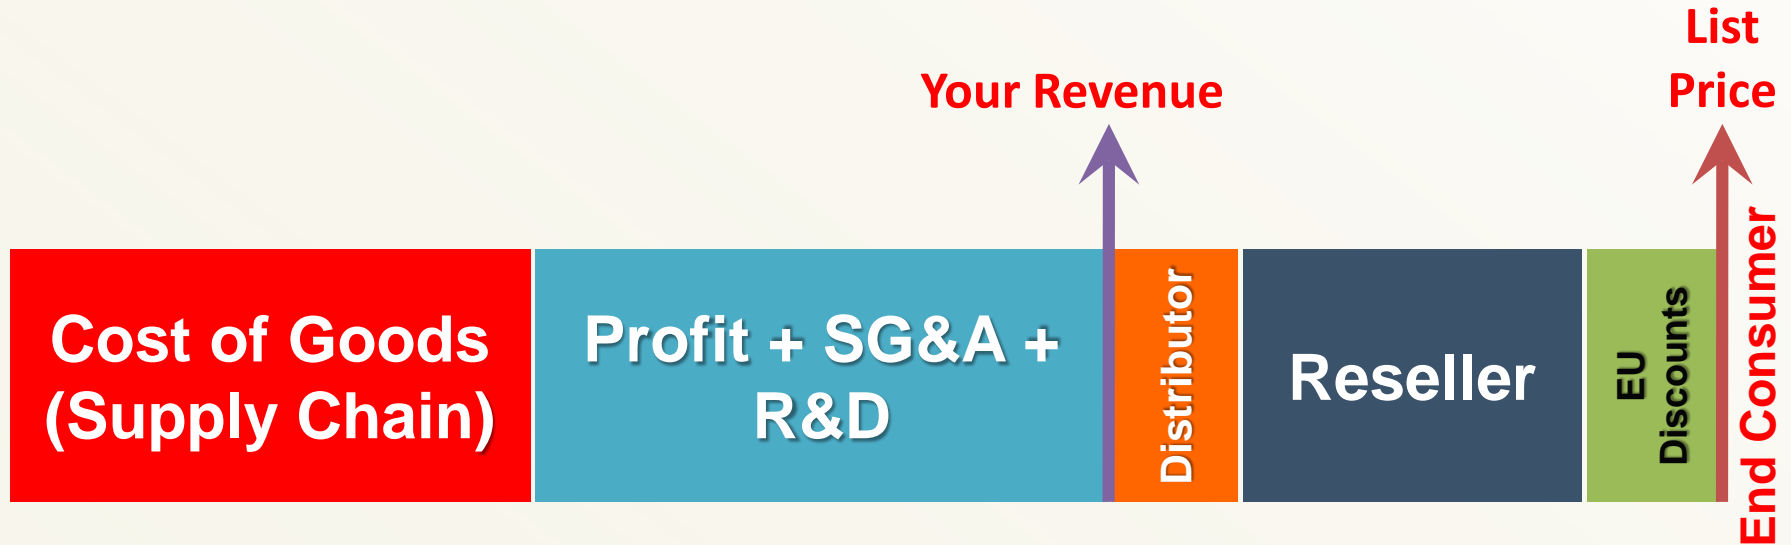 List
Price
Your Revenue
Cost of Goods
(Supply Chain)
Profit + SG&A +
R&D
Distributor
Reseller
EU
Discounts
End Consumer